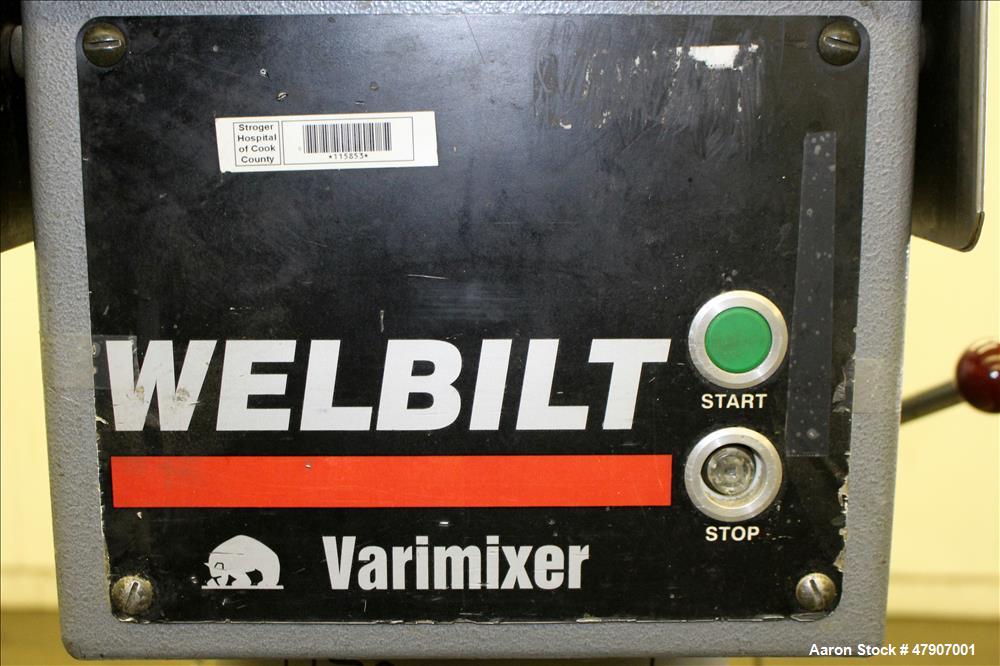 Stroger
Hospital
of Cook
County
*115853*
WELBILT
START
STOP
Varimixer
Aaron Stock # 47907001